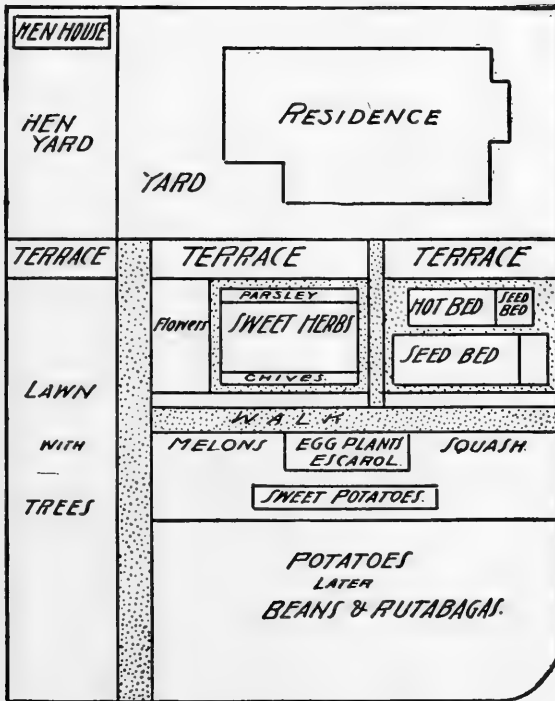 HEN HOUSE
HEN
YARD
RESIDENCE
YARD
TERRACE
TERRACE
TERRACE
Flowers
PARSLEY
SWEET HERBS
CHIVES.
HOT BED
SEED
BED
SEED BED
LAWN
WITH
TREES
WALK
MELONS
EGG PLANTS
ESCAROL.
SQUASH.
SWEET POTATOES.
POTATOES
LATER
BEANS & RUTABAGAS.